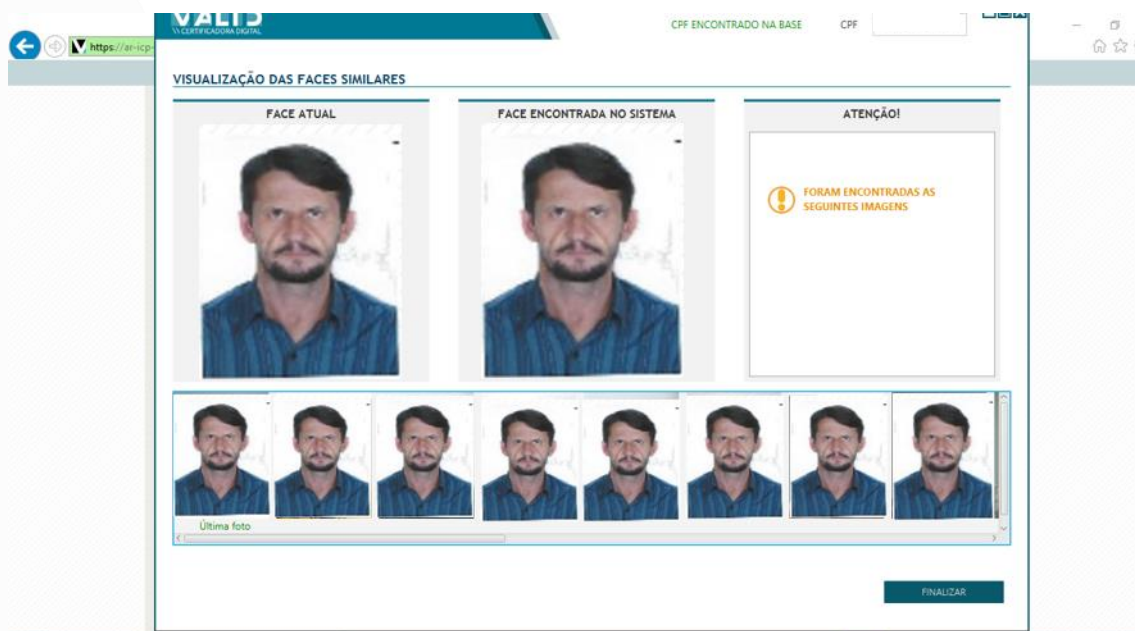 VALID
\\ CERTIFICADORA DIGITAL
CPF ENCONTRADO NA BASE
CPF
https://ar-icp-
VISUALIZAÇÃO DAS FACES SIMILARES
FACE ATUAL
FACE ENCONTRADA NO SISTEMA
ATENÇÃO!
FORAM ENCONTRADAS AS
SEGUINTES IMAGENS
Última foto
FINALIZAR